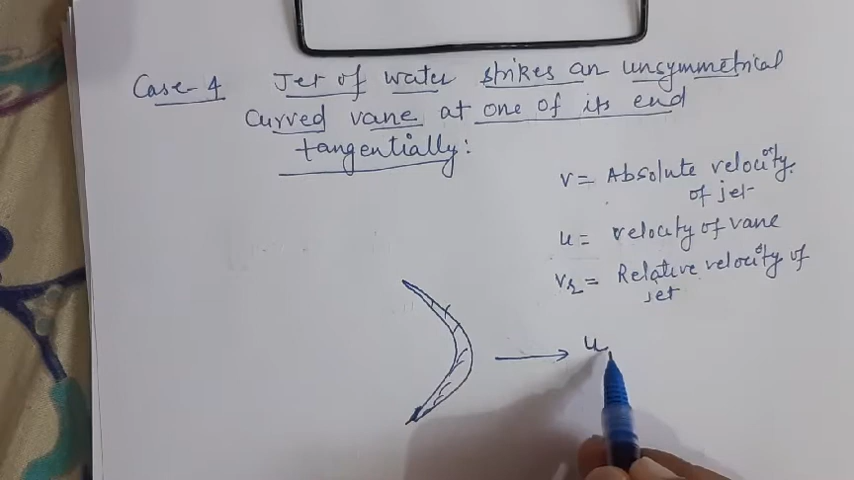 Case-4 Jet of water strikes an unsymmetrical
curved vane at one of its end
tangentially:
v = Absolute velocity
of jet
u = velocity of vane
vr = Relative velocity of
jet
u